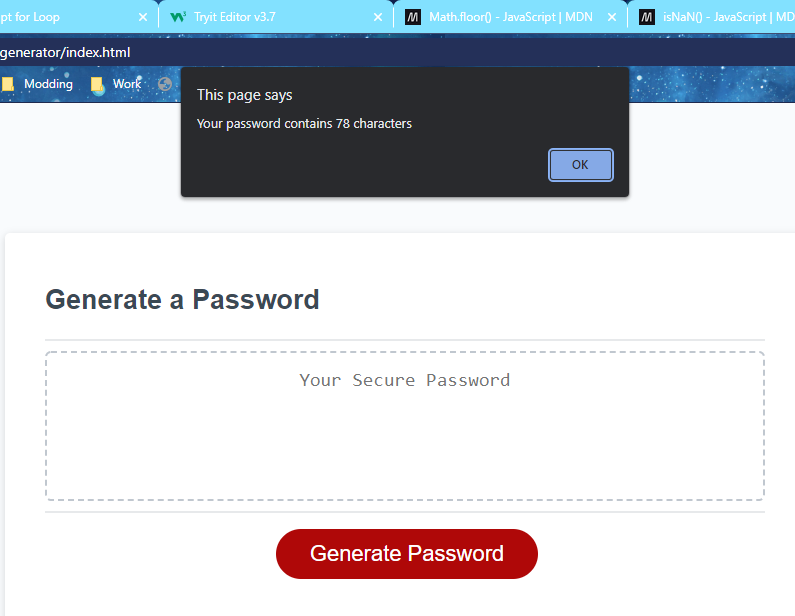 pt for Loop
Tryit Editor v3.7
Math.floor() - JavaScript | MDN
isNaN() - JavaScript | MD
generator/index.html
Modding
Work
This page says
Your password contains 78 characters
OK
Generate a Password
Your Secure Password
Generate Password